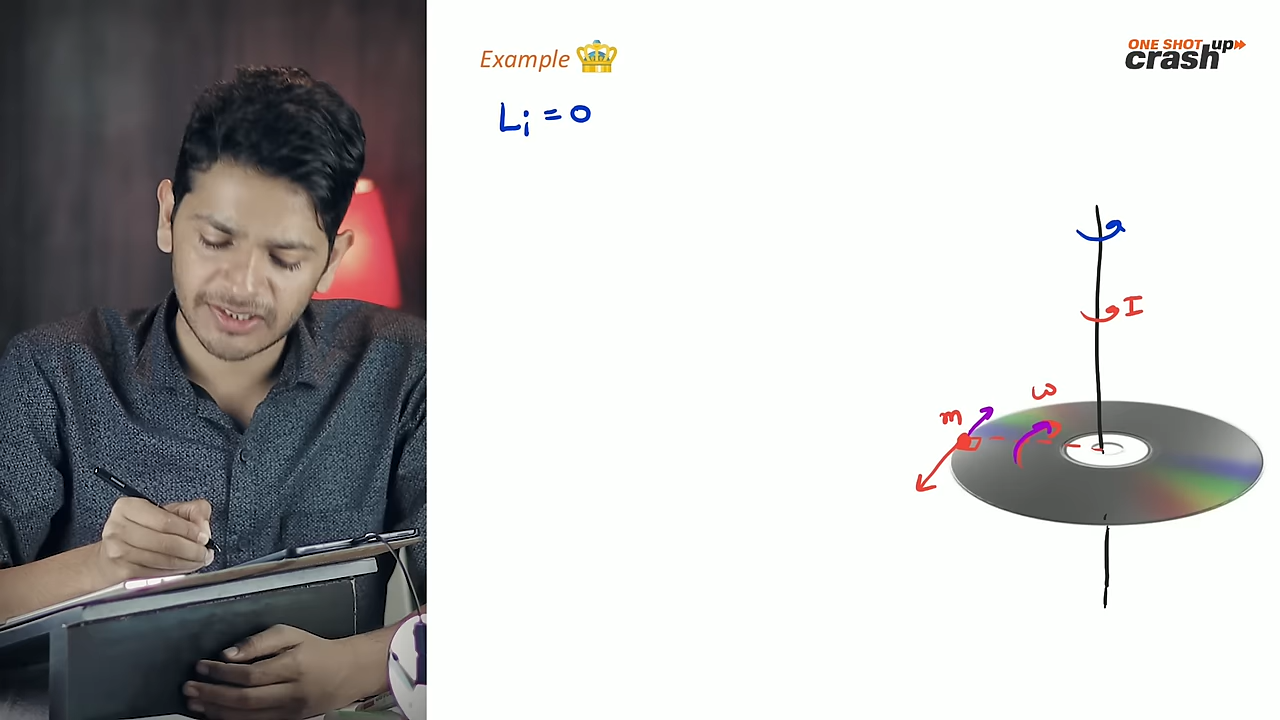 Example
ONE SHOT up
crash
Li = 0
I
ω
m